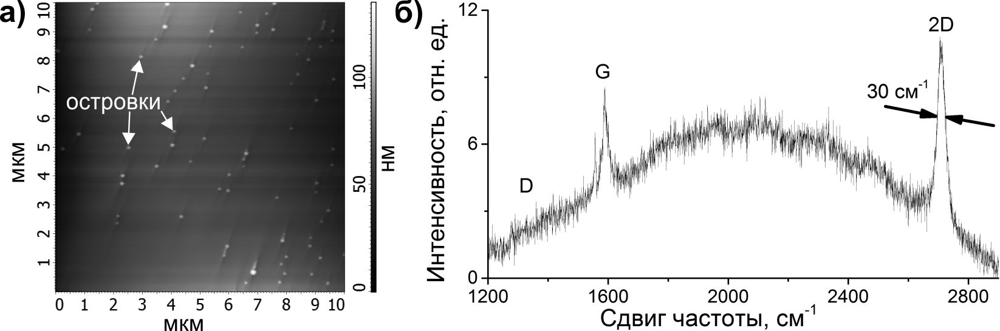 а)
10
9
8
7
6
5
4
3
2
1
мкм
островки
0 1 2 3 4 5 6 7 8 9 10
мкм
100
50
0
нм
б)
Интенсивность, отн. ед.
12
6
0
D
G
2D
30 см⁻¹
1200 1600 2000 2400 2800
Сдвиг частоты, см⁻¹